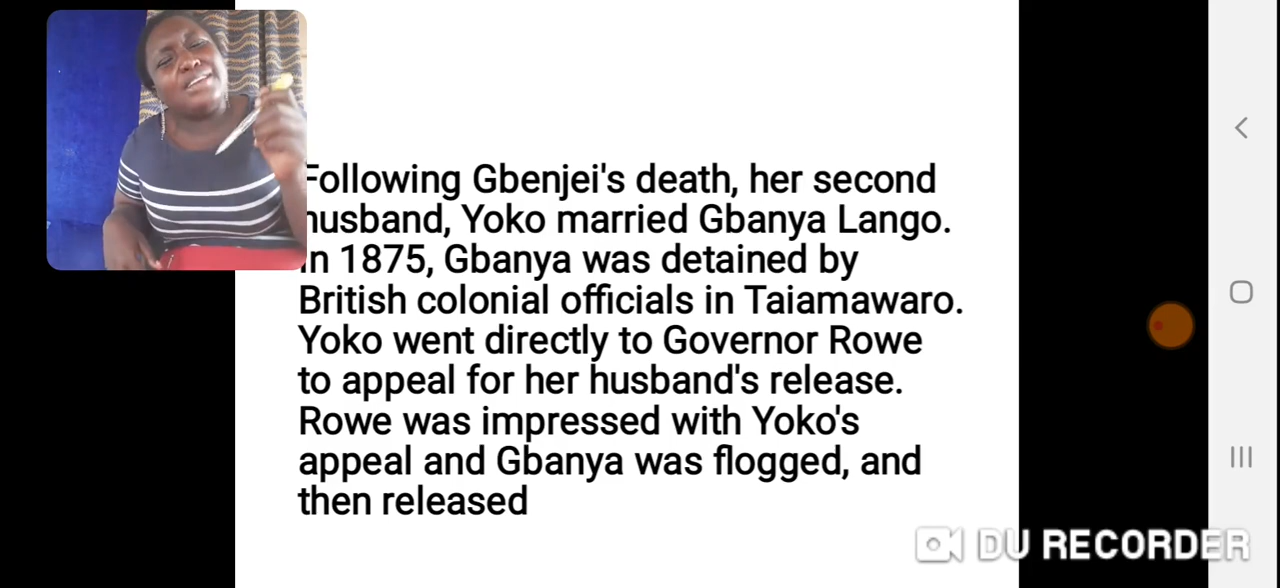 Following Gbenjei's death, her second
husband, Yoko married Gbanya Lango.
In 1875, Gbanya was detained by
British colonial officials in Taiamawaro.
Yoko went directly to Governor Rowe
to appeal for her husband's release.
Rowe was impressed with Yoko's
appeal and Gbanya was flogged, and
then released
DU RECORDER